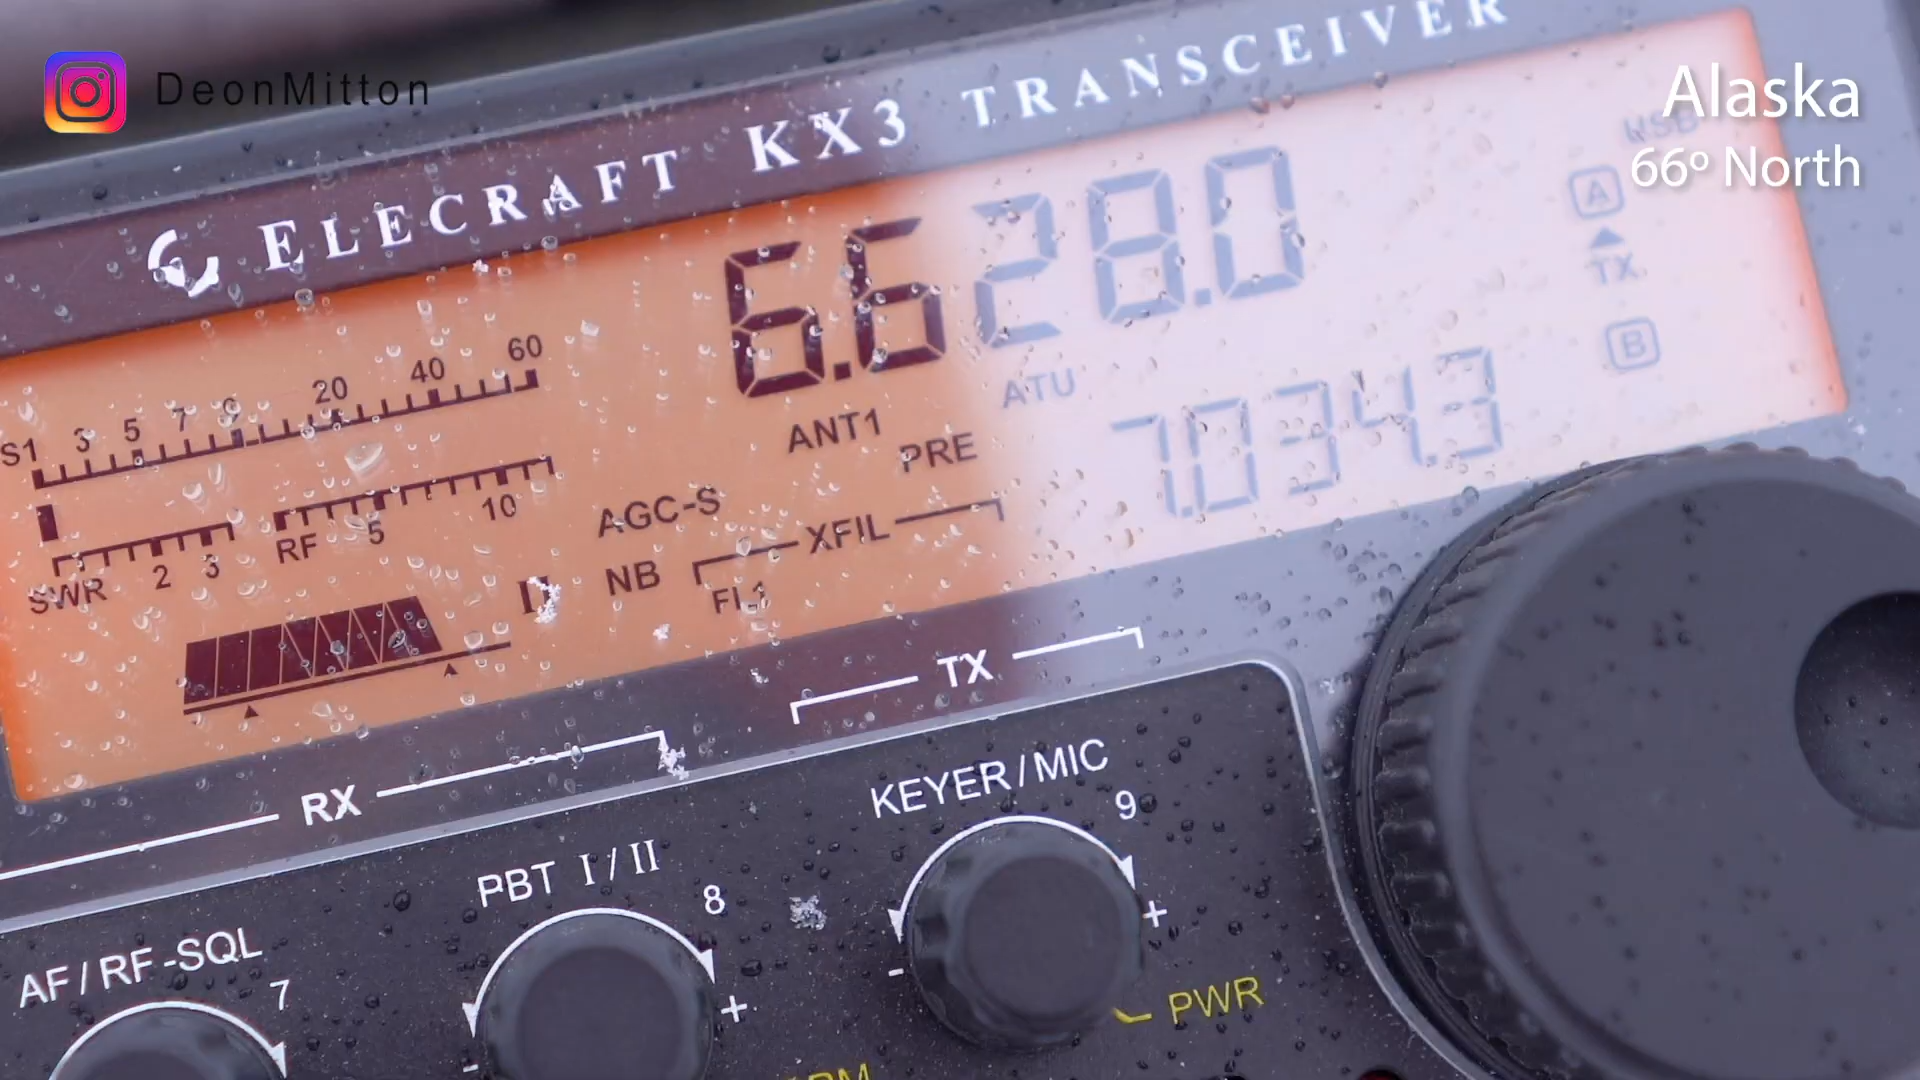 DeonMitton
Alaska
66º North
ELECRAFT KX3 TRANSCEIVER
6.628.0
USB
A
TX
B
ATU
7.034.3
S1 3 5 7 9 20 40 60
SWR 2 3
RF 5 10
ANT1
PRE
AGC-S
NB
XFIL
FL1
RX
TX
AF/RF-SQL
7
PBT I/II
8
- +
KEYER/MIC
9
- +
PWR